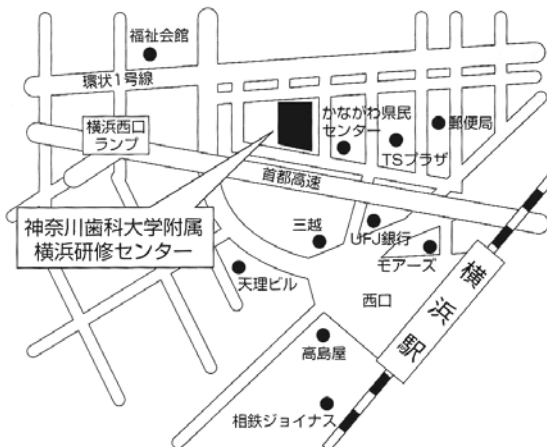 福祉会館
環状1号線
横浜西口
ランプ
かながわ県民
センター
郵便局
TSプラザ
首都高速
神奈川歯科大学附属
横浜研修センター
三越
UFJ銀行
モアーズ
天理ビル
西口
横浜駅
高島屋
相鉄ジョイナス